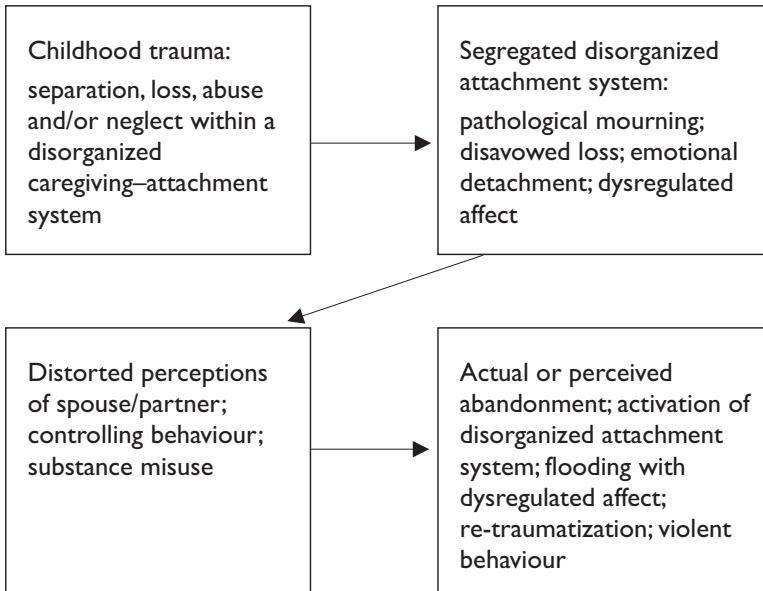 Childhood trauma:
separation, loss, abuse
and/or neglect within a
disorganized
caregiving–attachment
system
Segregated disorganized
attachment system:
pathological mourning;
disavowed loss; emotional
detachment; dysregulated
affect
Distorted perceptions
of spouse/partner;
controlling behaviour;
substance misuse
Actual or perceived
abandonment; activation of
disorganized attachment
system; flooding with
dysregulated affect;
re-traumatization; violent
behaviour